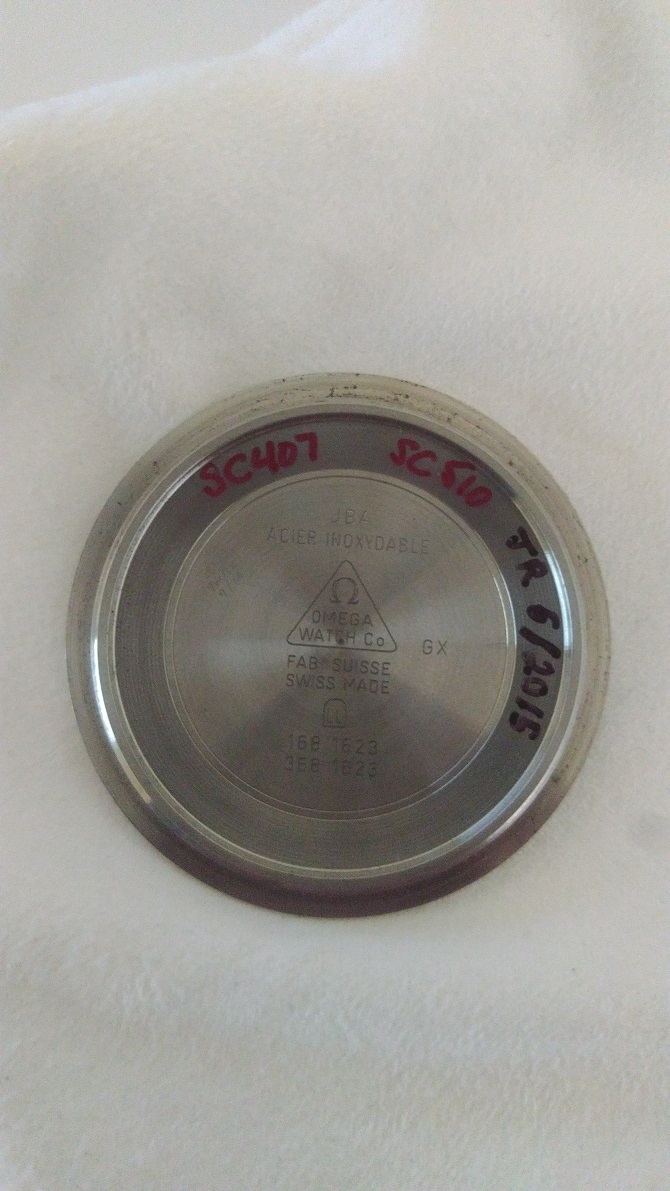 SC407 SC510
JR 6/2015
JBA
ACIER INOXYDABLE
Ω
OMEGA
WATCH Co
GX
FAB. SUISSE
SWISS MADE
168 1623
368 1623